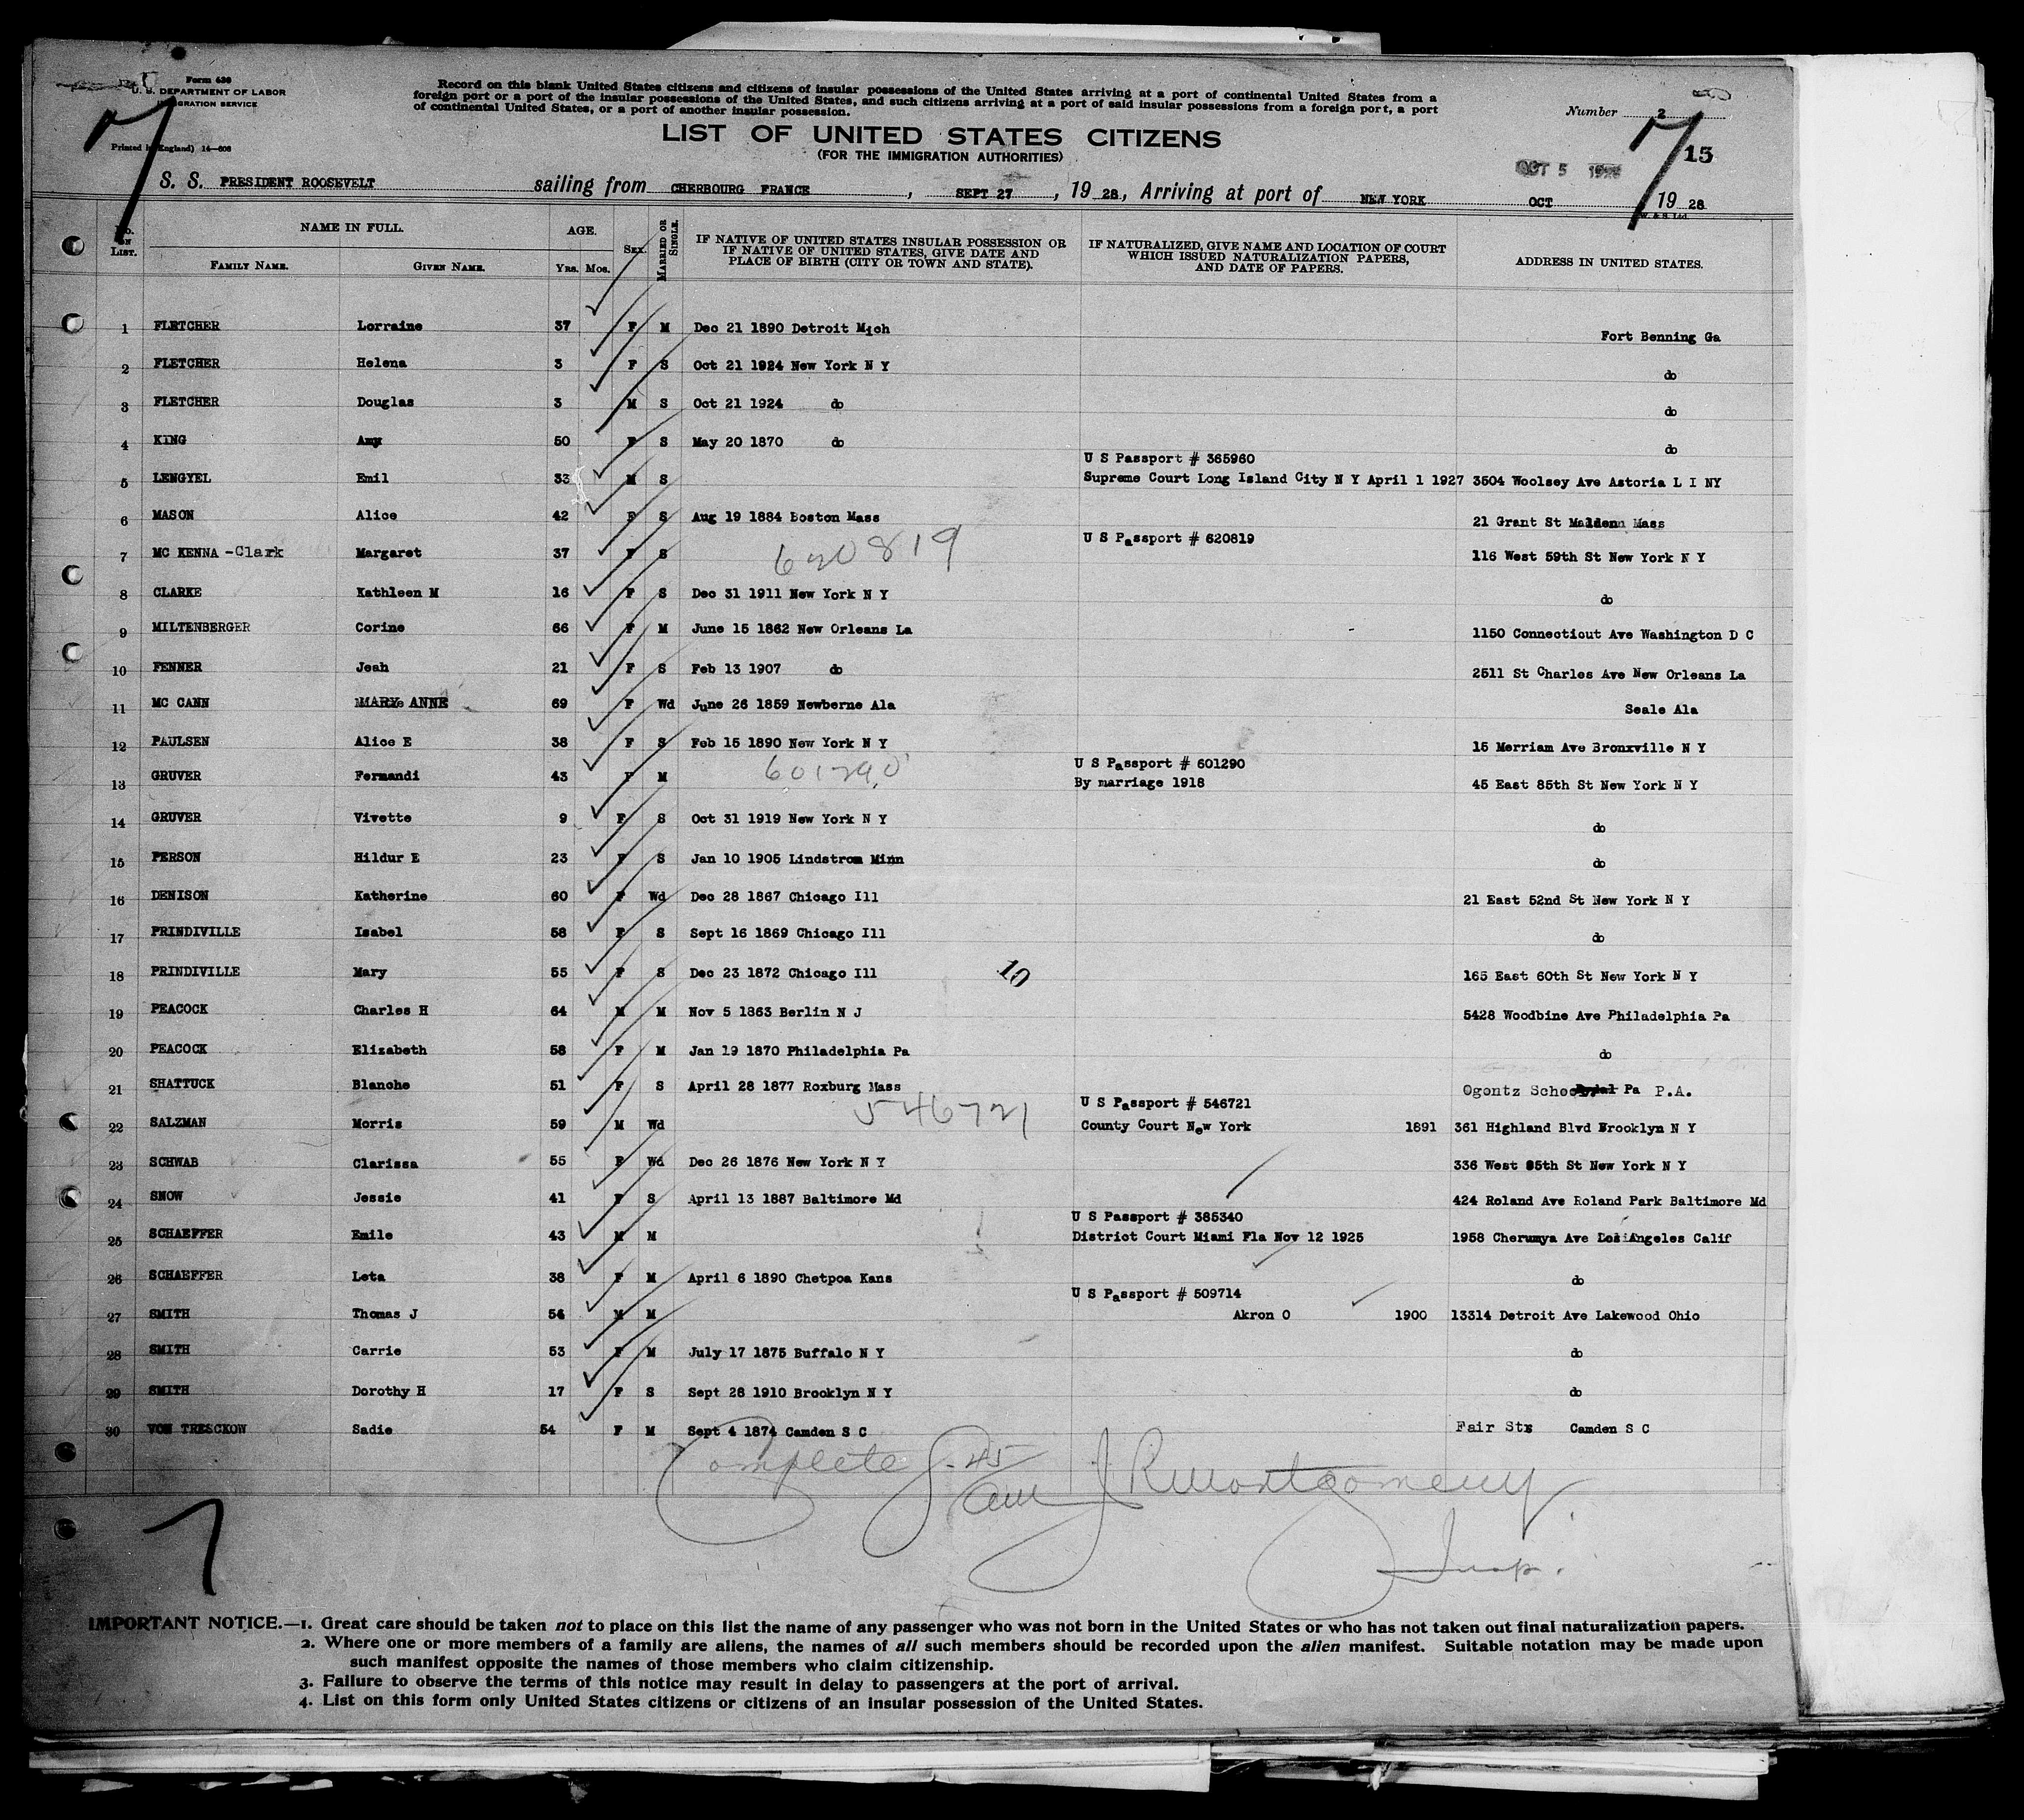 Form 630
U. S. DEPARTMENT OF LABOR
IMMIGRATION SERVICE
Printed in England) 14—608
Record on this blank United States citizens and citizens of insular possessions of the United States arriving at a port of continental United States from a
foreign port or a port of the insular possessions of the United States, and such citizens arriving at a port of said insular possessions from a foreign port, a port
of continental United States, or a port of another insular possession.
Number 2
LIST OF UNITED STATES CITIZENS
(FOR THE IMMIGRATION AUTHORITIES)
7
7
15
OCT 5 1928
S. S. PRESIDENT ROOSEVELT sailing from CHERBOURG FRANCE , SEPT 27 , 19 28, Arriving at port of NEW YORK OCT 19 28
W. & S. Ltd.
No. on List. NAME IN FULL. AGE. Sex. Married or Single. IF NATIVE OF UNITED STATES INSULAR POSSESSION OR IF NATIVE OF UNITED STATES, GIVE DATE AND PLACE OF BIRTH (CITY OR TOWN AND STATE). IF NATURALIZED, GIVE NAME AND LOCATION OF COURT WHICH ISSUED NATURALIZATION PAPERS, AND DATE OF PAPERS. ADDRESS IN UNITED STATES.
Family Name. Given Name. Yrs. Mos.
1 FLETCHER Lorraine 37 F M Dec 21 1890 Detroit Mich Fort Benning Ga
2 FLETCHER Helena 3 F S Oct 21 1924 New York N Y do
3 FLETCHER Douglas 3 M S Oct 21 1924 do do
4 KING Amy 50 F S May 20 1870 do do
U S Passport # 365960
5 LENGYEL Emil 33 M S Supreme Court Long Island City N Y April 1 1927 3504 Woolsey Ave Astoria L I NY
6 MASON Alice 42 F S Aug 19 1884 Boston Mass 21 Grant St Maldenn Mass
U S Passport # 620819
7 MC KENNA -Clark Margaret 37 F S 620819 116 West 59th St New York N Y
8 CLARKE Kathleen M 16 F S Dec 31 1911 New York N Y do
9 MILTENBERGER Corine 66 F M June 15 1862 New Orleans La 1150 Connecticut Ave Washington D C
10 FENNER Jeah 21 F S Feb 13 1907 do 2511 St Charles Ave New Orleans La
11 MC CANN MARY ANNE 69 F Wd June 26 1859 Newberne Ala Seale Ala
12 PAULSEN Alice E 38 F S Feb 15 1890 New York N Y 15 Merriam Ave Bronxville N Y
601290 U S Passport # 601290
13 GRUVER Fermandi 43 F M By marriage 1918 45 East 85th St New York N Y
14 GRUVER Vivette 9 F S Oct 31 1919 New York N Y do
15 PERSON Hildur E 23 F S Jan 10 1905 Lindstrom Minn do
16 DENISON Katherine 60 F Wd Dec 28 1867 Chicago Ill 21 East 52nd St New York N Y
17 PRINDIVILLE Isabel 58 F S Sept 16 1869 Chicago Ill do
18 PRINDIVILLE Mary 55 F S Dec 23 1872 Chicago Ill 10 165 East 60th St New York N Y
19 PEACOCK Charles H 64 M M Nov 5 1863 Berlin N J 5428 Woodbine Ave Philadelphia Pa
20 PEACOCK Elizabeth 58 F M Jan 19 1870 Philadelphia Pa do
21 SHATTUCK Blanche 51 F S April 28 1877 Roxburg Mass Ogontz School Pa P.A.
546721 U S Passport # 546721
22 SALZMAN Morris 59 M Wd County Court New York 1891 361 Highland Blvd Brooklyn N Y
23 SCHWAB Clarissa 55 F Wd Dec 26 1876 New York N Y 336 West 85th St New York N Y
24 SNOW Jessie 41 F S April 13 1887 Baltimore Md 424 Roland Ave Roland Park Baltimore Md
U S Passport # 385340
25 SCHAEFFER Emile 43 M M District Court Miami Fla Nov 12 1925 1958 Cherumya Ave Los Angeles Calif
26 SCHAEFFER Leta 38 F M April 6 1890 Chetpoa Kans do
U S Passport # 509714
27 SMITH Thomas J 54 M M Akron O 1900 13314 Detroit Ave Lakewood Ohio
28 SMITH Carrie 53 F M July 17 1875 Buffalo N Y do
29 SMITH Dorothy H 17 F S Sept 28 1910 Brooklyn N Y do
30 VON TRESCKOW Sadie 54 F M Sept 4 1874 Camden S C Fair Str Camden S C
Complete 9-45
am J R Montgomery
Insp.
7
IMPORTANT NOTICE.—1. Great care should be taken not to place on this list the name of any passenger who was not born in the United States or who has not taken out final naturalization papers.
2. Where one or more members of a family are aliens, the names of all such members should be recorded upon the alien manifest. Suitable notation may be made upon
such manifest opposite the names of those members who claim citizenship.
3. Failure to observe the terms of this notice may result in delay to passengers at the port of arrival.
4. List on this form only United States citizens or citizens of an insular possession of the United States.